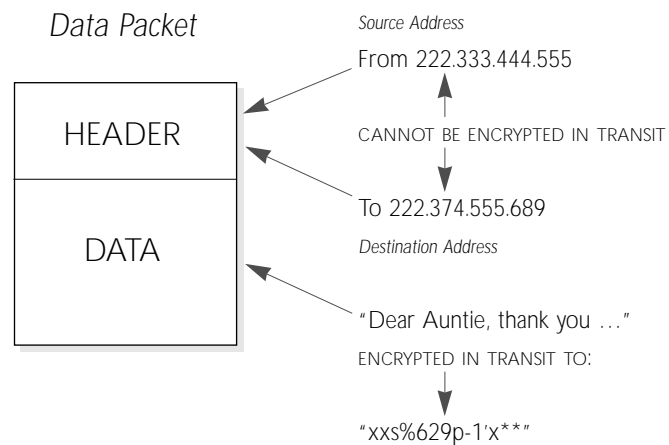 Data Packet
HEADER
DATA
Source Address
From 222.333.444.555
CANNOT BE ENCRYPTED IN TRANSIT
To 222.374.555.689
Destination Address
“Dear Auntie, thank you …”
ENCRYPTED IN TRANSIT TO:
“xxs%629p-1’x**”